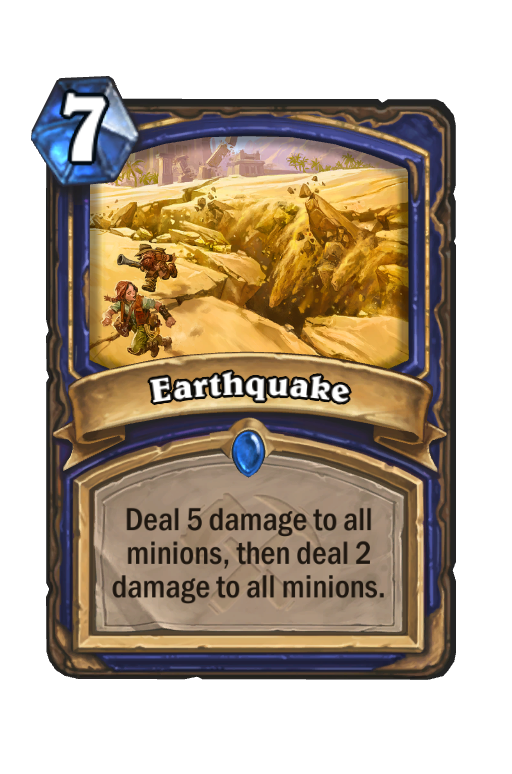 7
Earthquake
Deal 5 damage to all
minions, then deal 2
damage to all minions.